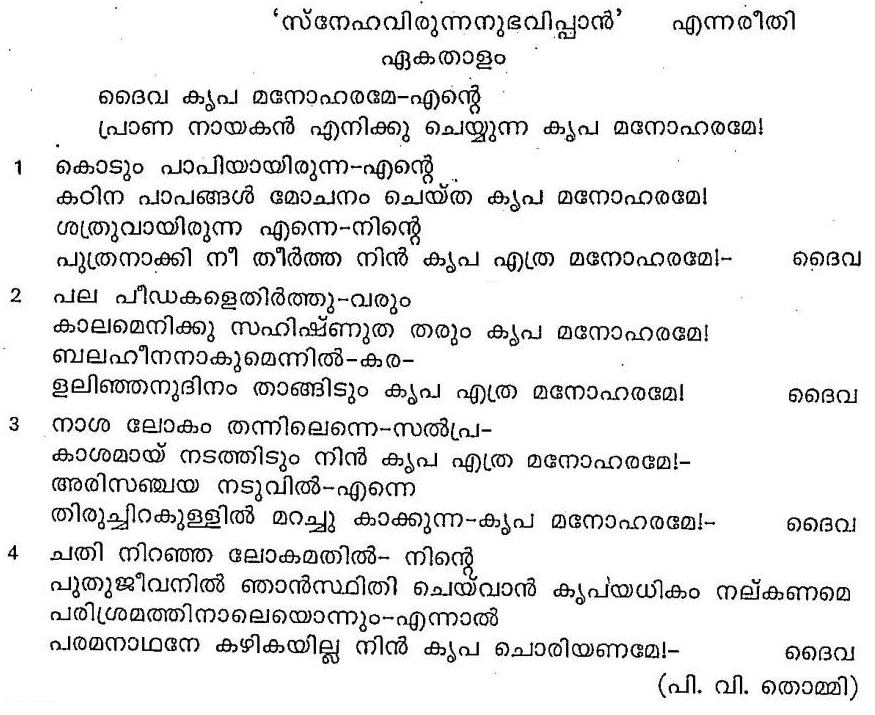 ‘സ്നേഹവിരുന്നനുഭവിപ്പാൻ’ എന്നരീതി
ഏകതാളം
ദൈവ കൃപ മനോഹരമേ-എന്റെ
പ്രാണ നായകൻ എനിക്കു ചെയ്യുന്ന കൃപ മനോഹരമേ!
1 കൊടും പാപിയായിരുന്ന-എന്റെ
കഠിന പാപങ്ങൾ മോചനം ചെയ്ത കൃപ മനോഹരമേ!
ശത്രുവായിരുന്ന എന്നെ-നിന്റെ
പുത്രനാക്കി നീ തീർത്ത നിൻ കൃപ എത്ര മനോഹരമേ!- ദൈവ
2 പല പീഡകളെതിർത്തു-വരും
കാലമെനിക്കു സഹിഷ്ണുത തരും കൃപ മനോഹരമേ!
ബലഹീനനാകുമെന്നിൽ-കര-
ളലിഞ്ഞനുദിനം താങ്ങിടും കൃപ എത്ര മനോഹരമേ! ദൈവ
3 നാശ ലോകം തന്നിലെന്നെ-സൽപ്ര-
കാശമായ് നടത്തിടും നിൻ കൃപ എത്ര മനോഹരമേ!-
അരിസഞ്ചയ നടുവിൽ-എന്നെ
തിരുച്ചിറകുള്ളിൽ മറച്ചു കാക്കുന്ന-കൃപ മനോഹരമേ!- ദൈവ
4 ചതി നിറഞ്ഞ ലോകമതിൽ- നിന്റെ
പുതുജീവനിൽ ഞാൻസ്ഥിതി ചെയ്‌വാൻ കൃപയധികം നല്കണമെ
പരിശ്രമത്തിനാലെയൊന്നും-എന്നാൽ
പരമനാഥനേ കഴികയില്ല നിൻ കൃപ ചൊരിയണമേ!- ദൈവ
(പി. വി. തൊമ്മി)